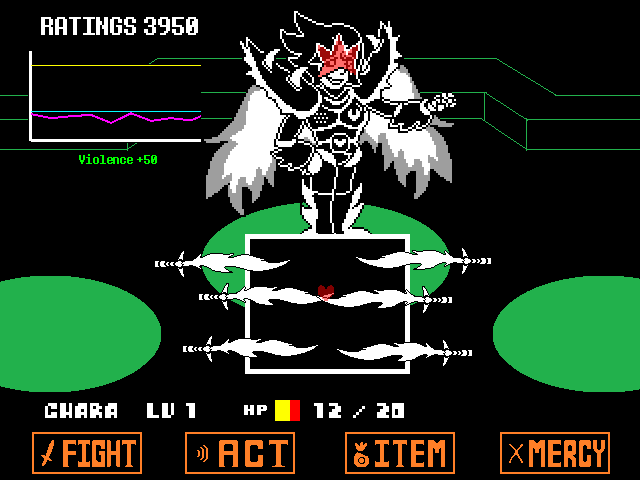 RATINGS 3950
Violence +50
CHARA LV 1 HP 12 / 20
FIGHT ACT ITEM MERCY